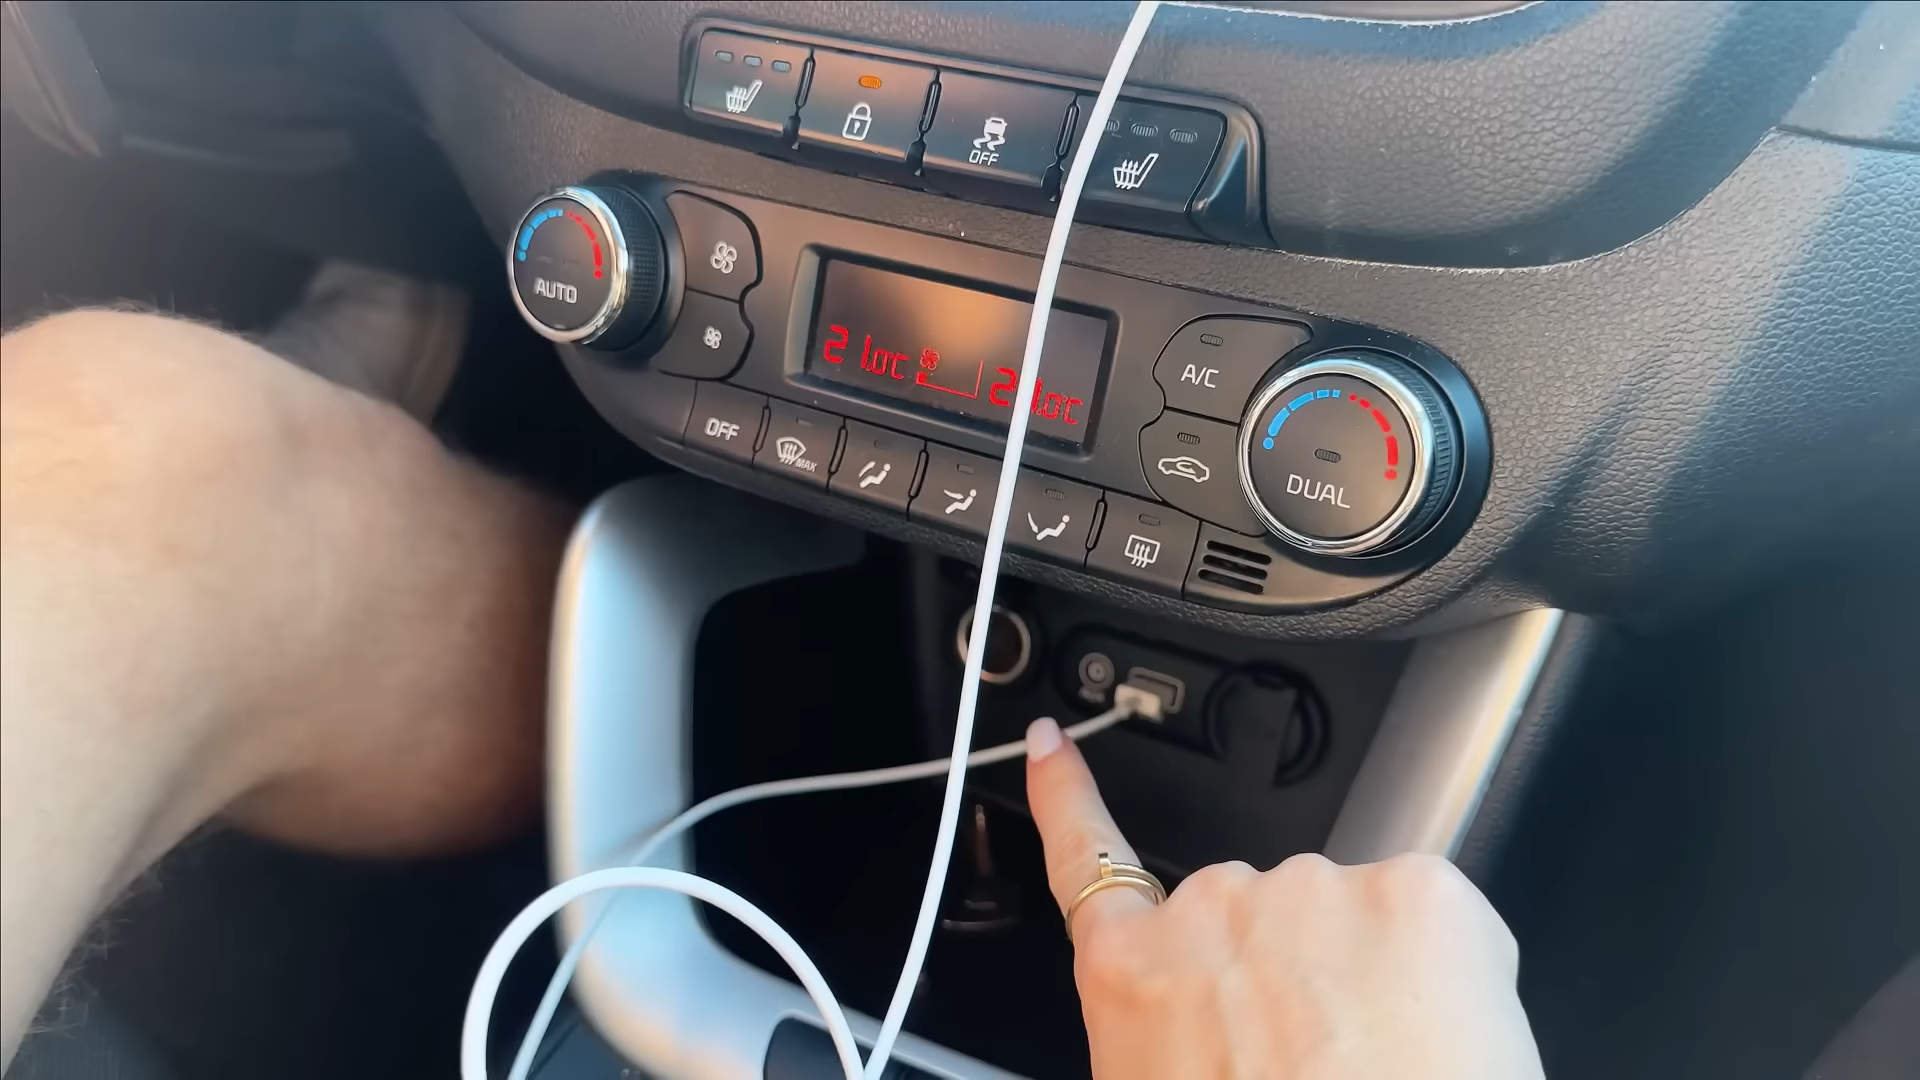 OFF
AUTO
21.0°C
21.0°C
A/C
OFF
MAX
DUAL